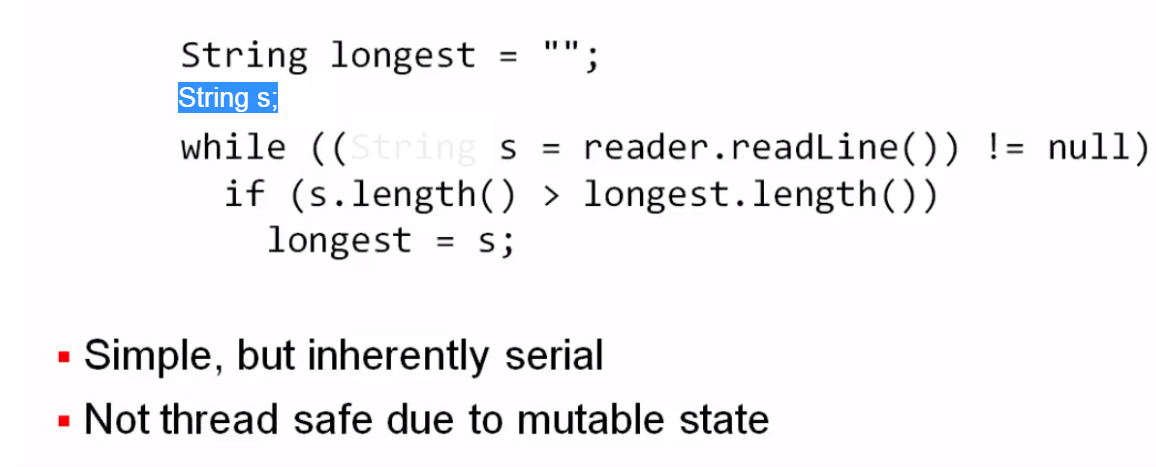 String longest = "";
String s;
while ((String s = reader.readLine()) != null)
if (s.length() > longest.length())
longest = s;
Simple, but inherently serial
Not thread safe due to mutable state